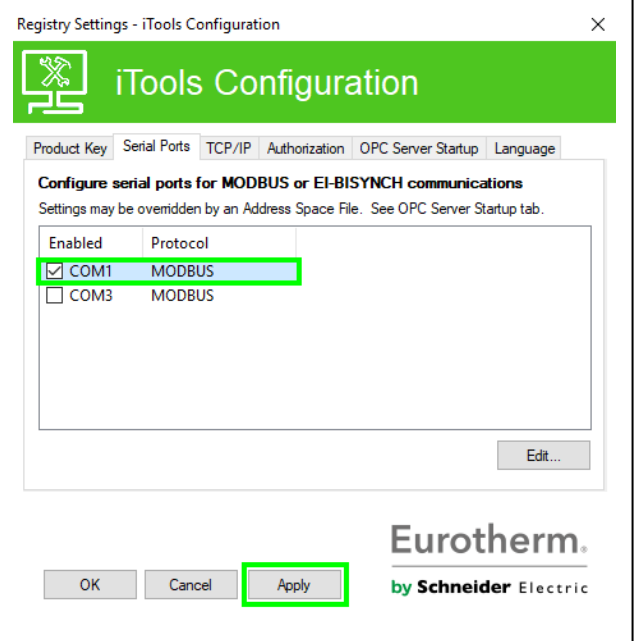 Registry Settings - iTools Configuration
iTools Configuration
Product Key Serial Ports TCP/IP Authorization OPC Server Startup Language
Configure serial ports for MODBUS or EI-BISYNCH communications
Settings may be overridden by an Address Space File. See OPC Server Startup tab.
Enabled Protocol
COM1 MODBUS
COM3 MODBUS
Edit...
Eurotherm®
by Schneider Electric
OK Cancel Apply